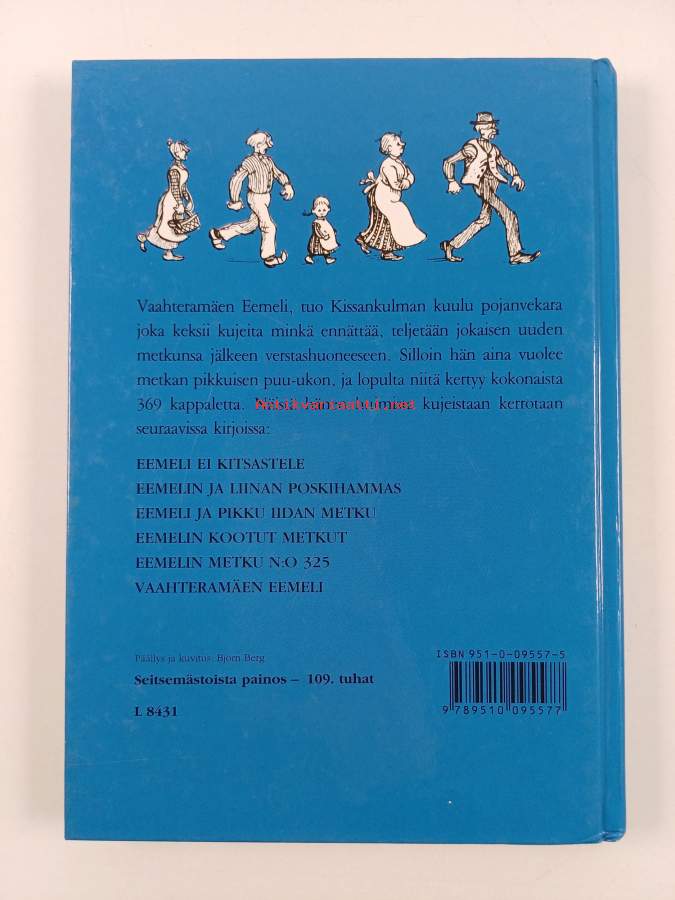 Vaahteramäen Eemeli, tuo Kissankulman kuulu pojanvekara
joka keksii kujeita minkä ennättää, teljetään jokaisen uuden
metkunsa jälkeen verstashuoneeseen. Silloin hän aina vuolee
metkan pikkuisen puu-ukon, ja lopulta niitä kertyy kokonaista
369 kappaletta. kujeistaan kerrotaan
seuraavissa kirjoissa:
EEMELI EI KITSASTELE
EEMELIN JA LIINAN POSKIHAMMAS
EEMELI JA PIKKU IIDAN METKU
EEMELIN KOOTUT METKUT
EEMELIN METKU N:O 325
VAAHTERAMÄEN EEMELI
Päällys ja kuvitus: Björn Berg
Seitsemästoista painos – 109. tuhat
L 8431
ISBN 951-0-09557-5
9 789510 095577